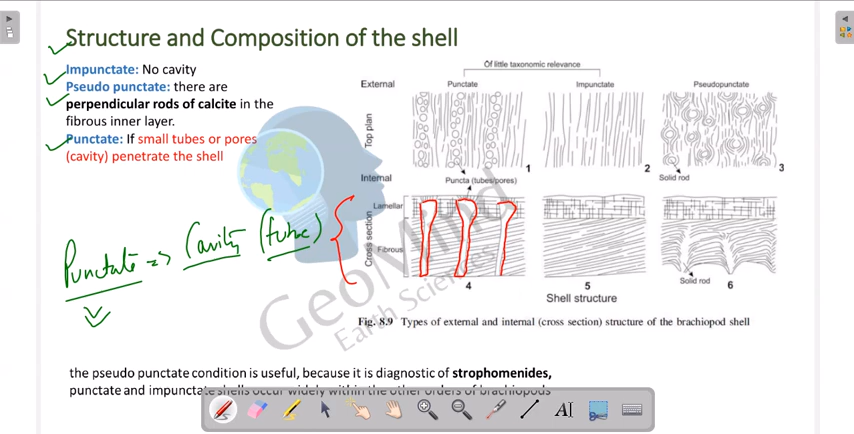 Structure and Composition of the shell
Impunctate: No cavity
Pseudo punctate: there are
perpendicular rods of calcite in the
fibrous inner layer.
Punctate: If small tubes or pores
(cavity) penetrate the shell
Punctate => Cavity (tube)
Of little taxonomic relevance
External
Punctate
Impunctate
Pseudopunctate
Top plan
1
2
3
Internal
Puncta (tubes/pores)
Solid rod
Lamellar
Cross section
Fibrous
4
5
6
Solid rod
Shell structure
Fig. 8.9 Types of external and internal (cross section) structure of the brachiopod shell
GeoMind
Earth Sciences
the pseudo punctate condition is useful, because it is diagnostic of strophomenides,
punctate and impunctate shells occur widely within the other orders of brachiopods
AI